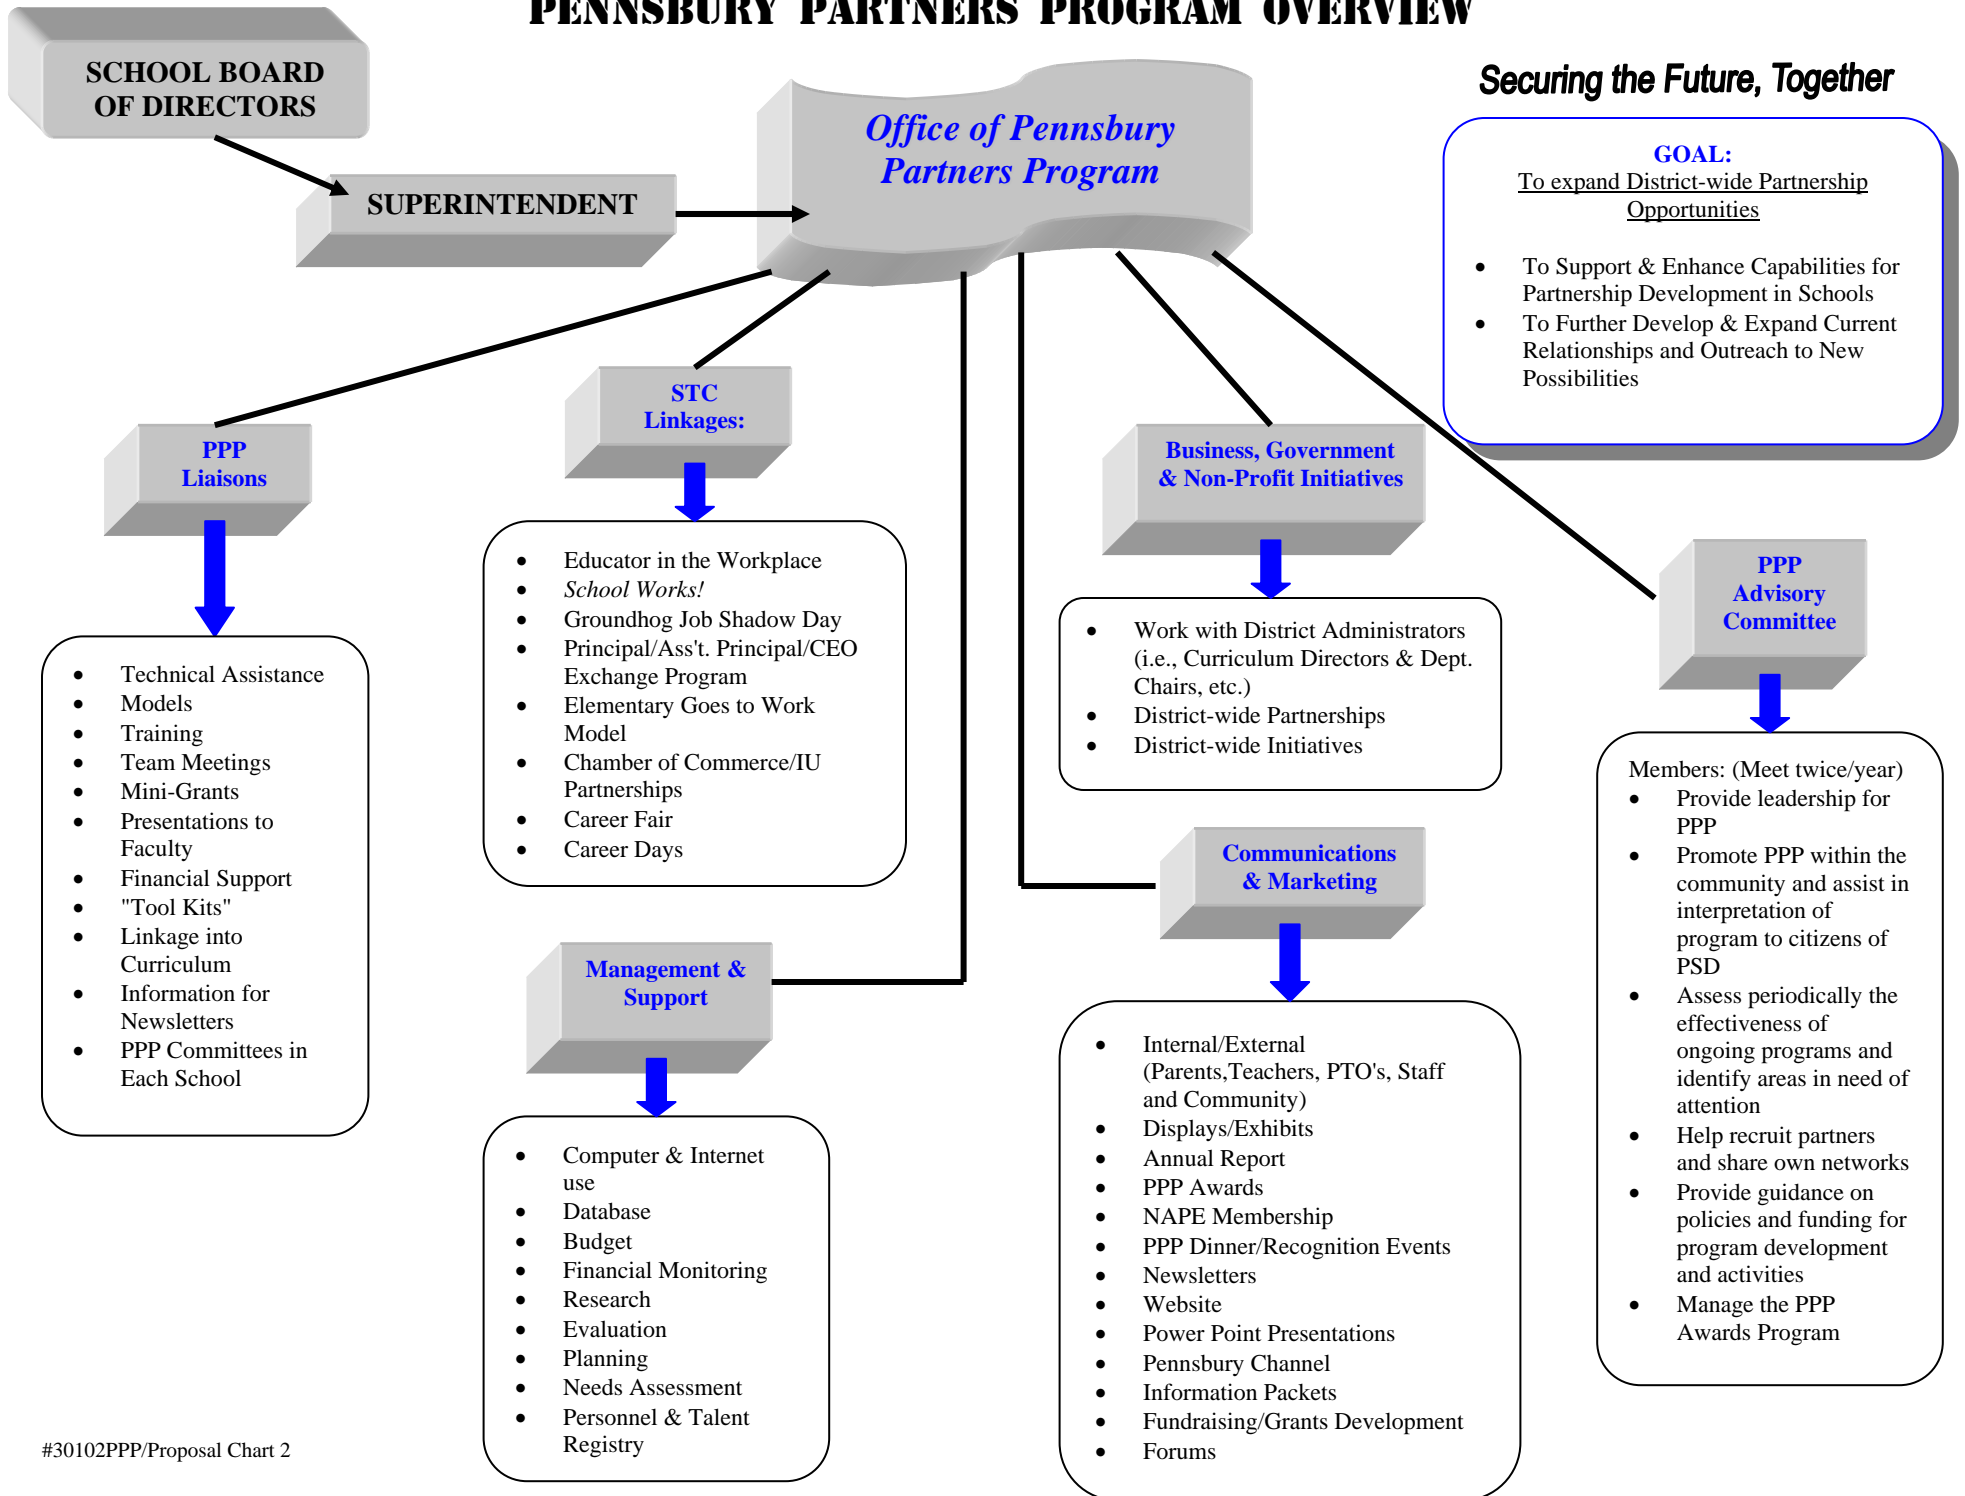 PENNSBURY PARTNERS PROGRAM OVERVIEW
SCHOOL BOARD
OF DIRECTORS
SUPERINTENDENT
Office of Pennsbury
Partners Program
Securing the Future, Together
GOAL:
To expand District-wide Partnership
Opportunities
• To Support & Enhance Capabilities for
Partnership Development in Schools
• To Further Develop & Expand Current
Relationships and Outreach to New
Possibilities
PPP
Liaisons
• Technical Assistance
• Models
• Training
• Team Meetings
• Mini-Grants
• Presentations to
Faculty
• Financial Support
• "Tool Kits"
• Linkage into
Curriculum
• Information for
Newsletters
• PPP Committees in
Each School
STC
Linkages:
• Educator in the Workplace
• School Works!
• Groundhog Job Shadow Day
• Principal/Ass't. Principal/CEO
Exchange Program
• Elementary Goes to Work
Model
• Chamber of Commerce/IU
Partnerships
• Career Fair
• Career Days
Management &
Support
• Computer & Internet
use
• Database
• Budget
• Financial Monitoring
• Research
• Evaluation
• Planning
• Needs Assessment
• Personnel & Talent
Registry
Business, Government
& Non-Profit Initiatives
• Work with District Administrators
(i.e., Curriculum Directors & Dept.
Chairs, etc.)
• District-wide Partnerships
• District-wide Initiatives
Communications
& Marketing
• Internal/External
(Parents,Teachers, PTO's, Staff
and Community)
• Displays/Exhibits
• Annual Report
• PPP Awards
• NAPE Membership
• PPP Dinner/Recognition Events
• Newsletters
• Website
• Power Point Presentations
• Pennsbury Channel
• Information Packets
• Fundraising/Grants Development
• Forums
PPP
Advisory
Committee
Members: (Meet twice/year)
• Provide leadership for
PPP
• Promote PPP within the
community and assist in
interpretation of
program to citizens of
PSD
• Assess periodically the
effectiveness of
ongoing programs and
identify areas in need of
attention
• Help recruit partners
and share own networks
• Provide guidance on
policies and funding for
program development
and activities
• Manage the PPP
Awards Program
#30102PPP/Proposal Chart 2